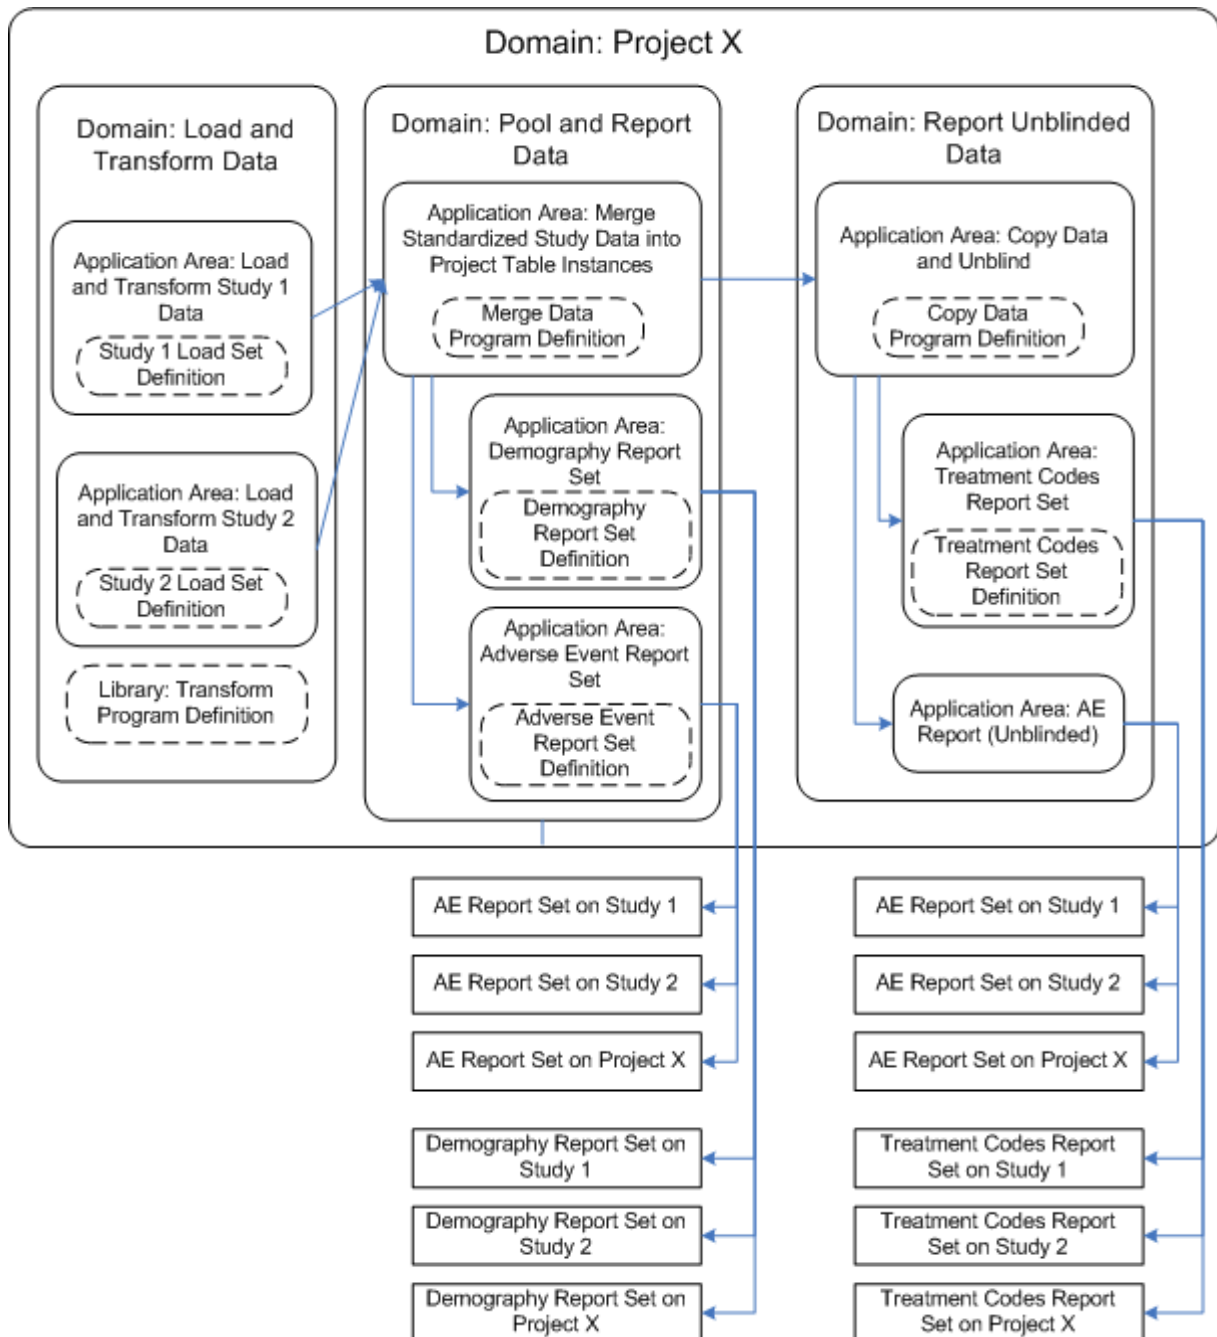 Domain: Project X
Domain: Load and
Transform Data
Application Area: Load
and Transform Study 1
Data
Study 1 Load Set
Definition
Application Area: Load
and Transform Study 2
Data
Study 2 Load Set
Definition
Library: Transform
Program Definition
Domain: Pool and Report
Data
Application Area: Merge
Standardized Study Data into
Project Table Instances
Merge Data
Program Definition
Application Area:
Demography Report
Set
Demography
Report Set
Definition
Application Area:
Adverse Event Report
Set
Adverse Event
Report Set
Definition
Domain: Report Unblinded
Data
Application Area: Copy Data
and Unblind
Copy Data
Program Definition
Application Area:
Treatment Codes
Report Set
Treatment Codes
Report Set
Definition
Application Area: AE
Report (Unblinded)
AE Report Set on Study 1
AE Report Set on Study 2
AE Report Set on Project X
Demography Report Set on
Study 1
Demography Report Set on
Study 2
Demography Report Set on
Project X
AE Report Set on Study 1
AE Report Set on Study 2
AE Report Set on Project X
Treatment Codes Report
Set on Study 1
Treatment Codes Report
Set on Study 2
Treatment Codes Report
Set on Project X